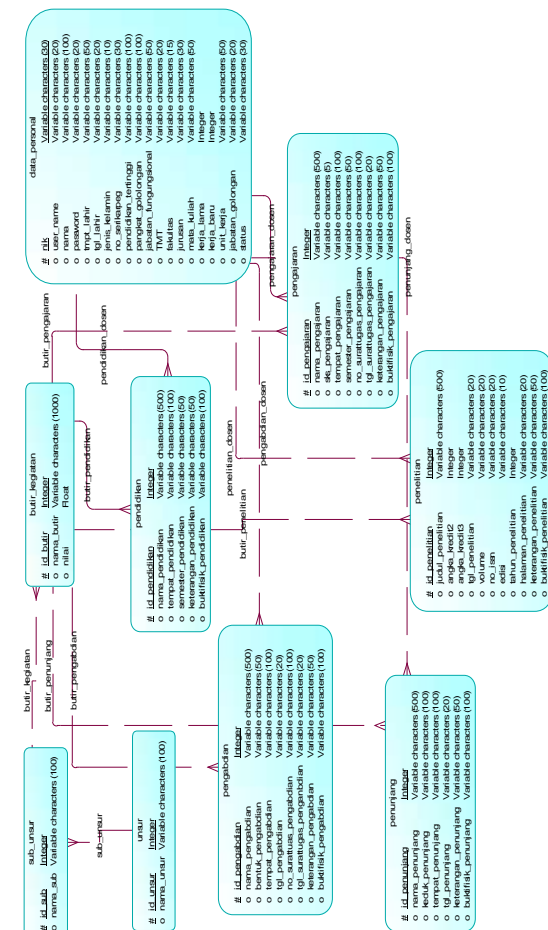 data_personal
# nik Variable characters (30)
o user_name Variable characters (20)
o nama Variable characters (100)
o password Variable characters (20)
o tmpt_lahir Variable characters (50)
o tgl_lahir Variable characters (20)
o jenis_kelamin Variable characters (10)
o no_serikarpeg Variable characters (30)
o pendidikan_tertinggi Variable characters (100)
o pangkat_gololongan Variable characters (100)
o jabatan_fungungsional Variable characters (50)
o TMT Variable characters (20)
o fakultas Variable characters (15)
o jurusan Variable characters (30)
o mata_kuliah Variable characters (50)
o kerja_lama Integer
o kerja_baru Integer
o unit_kerja Variable characters (50)
o jabatan_golongan Variable characters (20)
o status Variable characters (30)
pengajaran
# id_pengajaran Integer
o nama_pengajaran Variable characters (500)
o sks_pengajaran Variable characters (5)
o tempat_pengajaran Variable characters (100)
o semester_pengajaran Variable characters (50)
o no_surattugas_pengajaran Variable characters (100)
o tgl_surattugas_pengajaran Variable characters (20)
o keterangan_pengajaran Variable characters (50)
o buktifisik_pengajaran Variable characters (100)
pengajaran_dosen
penunjang_dosen
butir_pengajaran
pendidikan_dosen
penelitian_dosen
pengabdian_dosen
butir_kegiatan
# id_butir Integer
o nama_butir Variable characters (1000)
o nilai Float
butir_pendidikan
pendidikan
# id_pendidikan Integer
o nama_pendidikan Variable characters (500)
o tempat_pendidikan Variable characters (100)
o semester_pendidikan Variable characters (50)
o keterangan_pendidikan Variable characters (50)
o buktifisik_pendidikan Variable characters (100)
butir_penelitian
penelitian
# id_penelitian Integer
o judul_penelitian Variable characters (500)
o angka_kredit2 Integer
o angka_kredit3 Integer
o tgl_penelitian Variable characters (20)
o volume Variable characters (20)
o no_issn Variable characters (20)
o edisi Variable characters (10)
o tahun_penelitian Integer
o halaman_penelitian Variable characters (20)
o keterangan_penelitian Variable characters (50)
o buktifisik_penelitian Variable characters (100)
butir_kegiatan
butir_penunjang
butir_pengabdian
sub_unsur
# id_sub Integer
o nama_sub Variable characters (100)
sub_unsur
unsur
# id_unsur Integer
o nama_unsur Variable characters (100)
pengabdian
# id_pengabdian Integer
o nama_pengabdian Variable characters (500)
o bentuk_pengabdian Variable characters (50)
o tempat_pengabdian Variable characters (100)
o tgl_pengabdian Variable characters (20)
o no_surattuas_pengabdian Variable characters (100)
o tgl_surattugas_pengabdian Variable characters (20)
o keterangan_pengabdian Variable characters (50)
o buktifisik_pengabdian Variable characters (100)
penunjang
# id_penunjang Integer
o nama_penunjang Variable characters (500)
o keduk_penunjang Variable characters (100)
o tempat_penunjang Variable characters (100)
o tgl_penunjang Variable characters (20)
o keterangan_penunjang Variable characters (50)
o buktifisik_penunjang Variable characters (100)